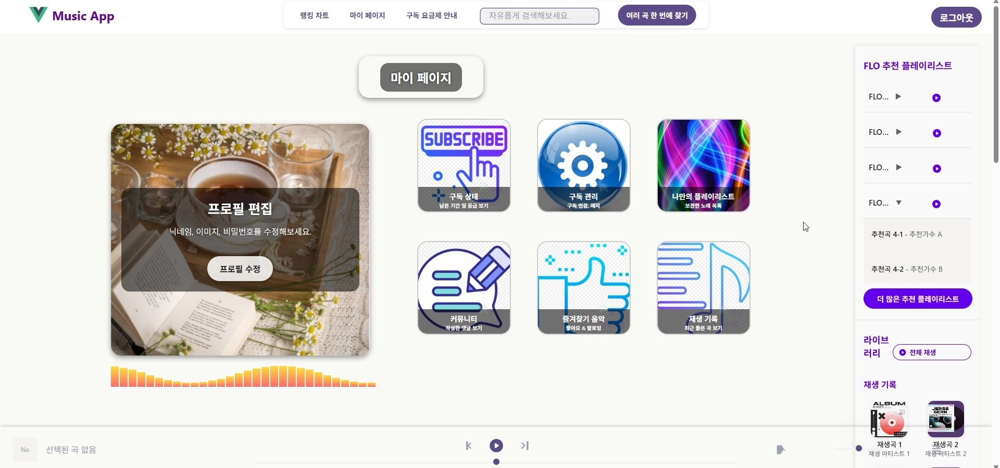 Music App
랭킹 차트
마이 페이지
구독 요금제 안내
자유롭게 검색해보세요.
여러 곡 한 번에 찾기
로그아웃
마이 페이지
프로필 편집
닉네임, 이미지, 비밀번호를 수정해보세요.
프로필 수정
SUBSCRIBE
구독 상태
남은 기간 및 등급 보기
구독 관리
구독 연장, 해지
나만의 플레이리스트
보관한 노래 목록
커뮤니티
작성한 댓글 보기
즐겨찾기 음악
좋아요 & 팔로잉
재생 기록
최근 들은 곡 보기
FLO 추천 플레이리스트
FLO...
FLO...
FLO...
FLO...
추천곡 4-1 - 추천가수 A
추천곡 4-2 - 추천가수 B
더 많은 추천 플레이리스트
라이브
러리
전체 재생
재생 기록
ALBUM
COVER
JERSE
BERN
재생곡 1
재생 아티스트 1
재생곡 2
재생 아티스트 2
No
선택된 곡 없음